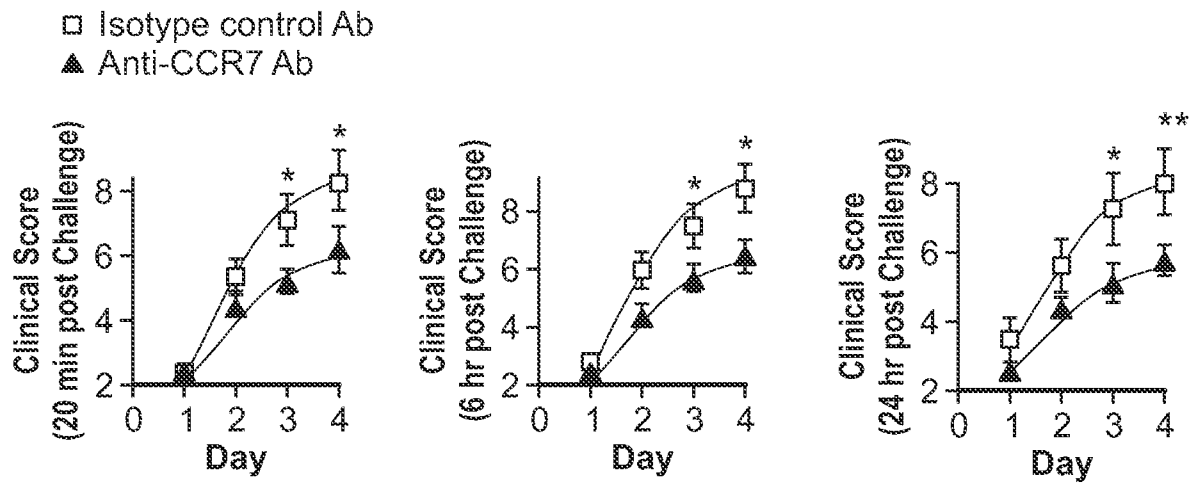 Isotype control Ab
Anti-CCR7 Ab
Clinical Score
(20 min post Challenge)
8
6
4
2
* *
0 1 2 3 4
Day
Clinical Score
(6 hr post Challenge)
8
6
4
2
* *
0 1 2 3 4
Day
Clinical Score
(24 hr post Challenge)
8
6
4
2
* **
0 1 2 3 4
Day